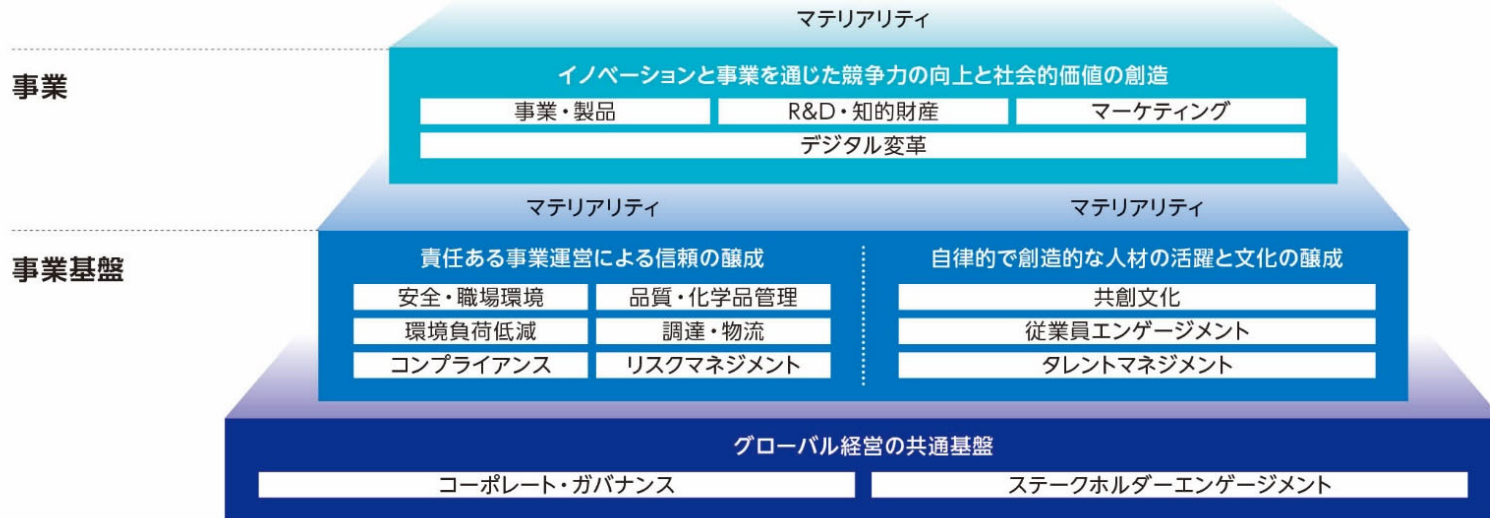 マテリアリティ
事業
イノベーションと事業を通じた競争力の向上と社会的価値の創造
事業・製品
R&D・知的財産
マーケティング
デジタル変革
マテリアリティ
マテリアリティ
事業基盤
責任ある事業運営による信頼の醸成
安全・職場環境
品質・化学品管理
環境負荷低減
調達・物流
コンプライアンス
リスクマネジメント
自律的で創造的な人材の活躍と文化の醸成
共創文化
従業員エンゲージメント
タレントマネジメント
グローバル経営の共通基盤
コーポレート・ガバナンス
ステークホルダーエンゲージメント